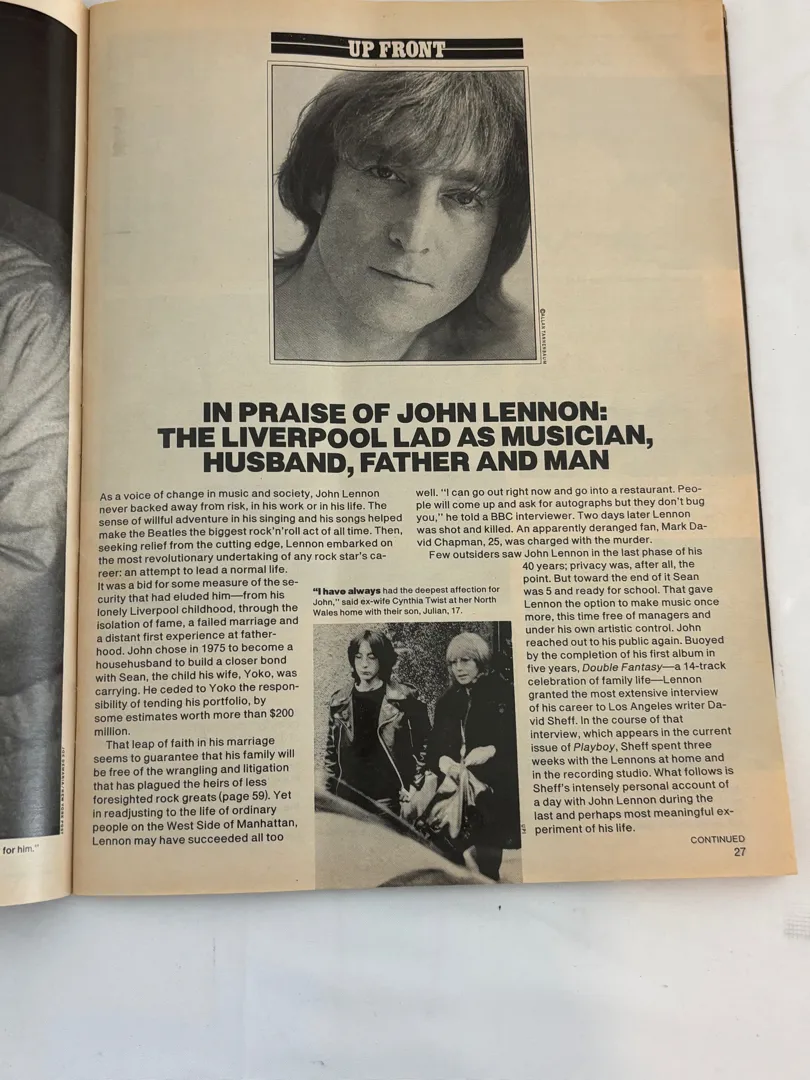 UP FRONT
©ALLAN TANNENBAUM
IN PRAISE OF JOHN LENNON:
THE LIVERPOOL LAD AS MUSICIAN,
HUSBAND, FATHER AND MAN
As a voice of change in music and society, John Lennon
never backed away from risk, in his work or in his life. The
sense of willful adventure in his singing and his songs helped
make the Beatles the biggest rock'n'roll act of all time. Then,
seeking relief from the cutting edge, Lennon embarked on
the most revolutionary undertaking of any rock star's ca-
reer: an attempt to lead a normal life.
It was a bid for some measure of the se-
curity that had eluded him—from his
lonely Liverpool childhood, through the
isolation of fame, a failed marriage and
a distant first experience at father-
hood. John chose in 1975 to become a
househusband to build a closer bond
with Sean, the child his wife, Yoko, was
carrying. He ceded to Yoko the respon-
sibility of tending his portfolio, by
some estimates worth more than $200
million.
That leap of faith in his marriage
seems to guarantee that his family will
be free of the wrangling and litigation
that has plagued the heirs of less
foresighted rock greats (page 59). Yet
in readjusting to the life of ordinary
people on the West Side of Manhattan,
Lennon may have succeeded all too
"I have always had the deepest affection for
John," said ex-wife Cynthia Twist at her North
Wales home with their son, Julian, 17.
well. "I can go out right now and go into a restaurant. Peo-
ple will come up and ask for autographs but they don't bug
you," he told a BBC interviewer. Two days later Lennon
was shot and killed. An apparently deranged fan, Mark Da-
vid Chapman, 25, was charged with the murder.
Few outsiders saw John Lennon in the last phase of his
40 years; privacy was, after all, the
point. But toward the end of it Sean
was 5 and ready for school. That gave
Lennon the option to make music once
more, this time free of managers and
under his own artistic control. John
reached out to his public again. Buoyed
by the completion of his first album in
five years, Double Fantasy—a 14-track
celebration of family life—Lennon
granted the most extensive interview
of his career to Los Angeles writer Da-
vid Sheff. In the course of that
interview, which appears in the current
issue of Playboy, Sheff spent three
weeks with the Lennons at home and
in the recording studio. What follows is
Sheff's intensely personal account of
a day with John Lennon during the
last and perhaps most meaningful ex-
periment of his life.
CONTINUED
27
for him."